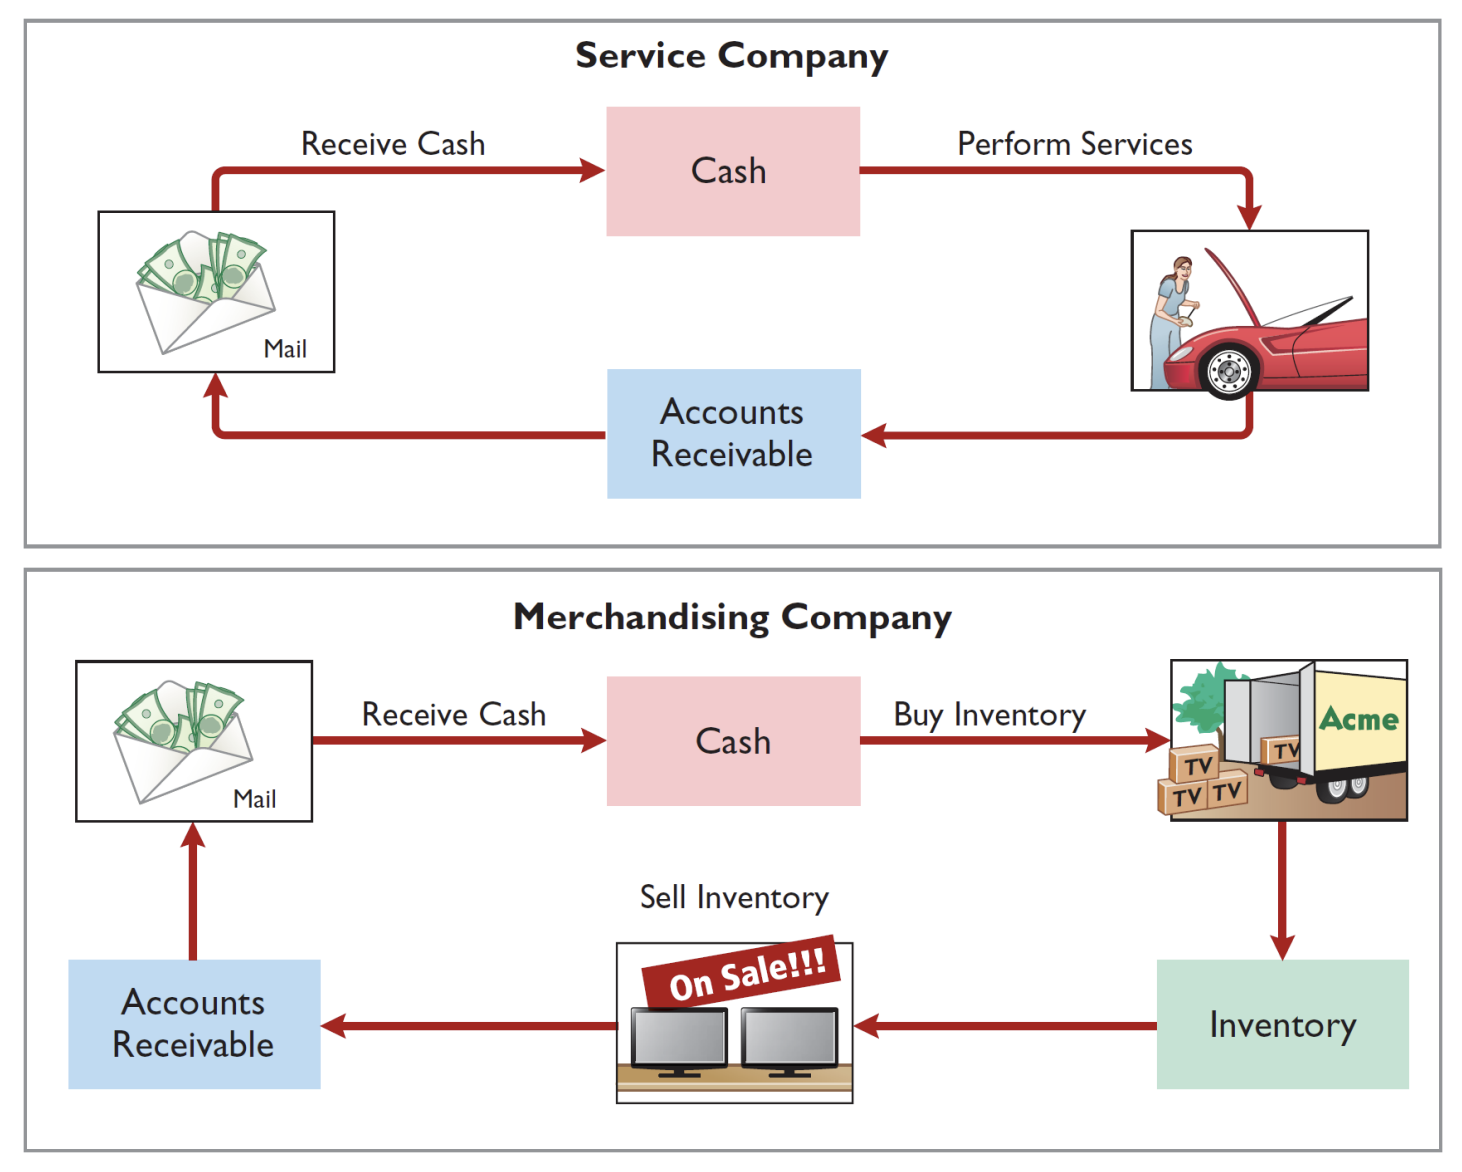 Service Company
Receive Cash
Cash
Perform Services
Mail
Accounts
Receivable
Merchandising Company
Receive Cash
Cash
Buy Inventory
Acme
TV
TV
TV
TV
Mail
Sell Inventory
On Sale!!!
Accounts
Receivable
Inventory